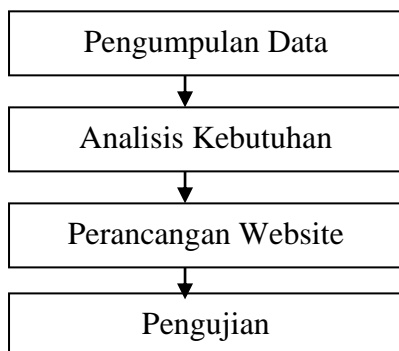 Pengumpulan Data
Analisis Kebutuhan
Perancangan Website
Pengujian